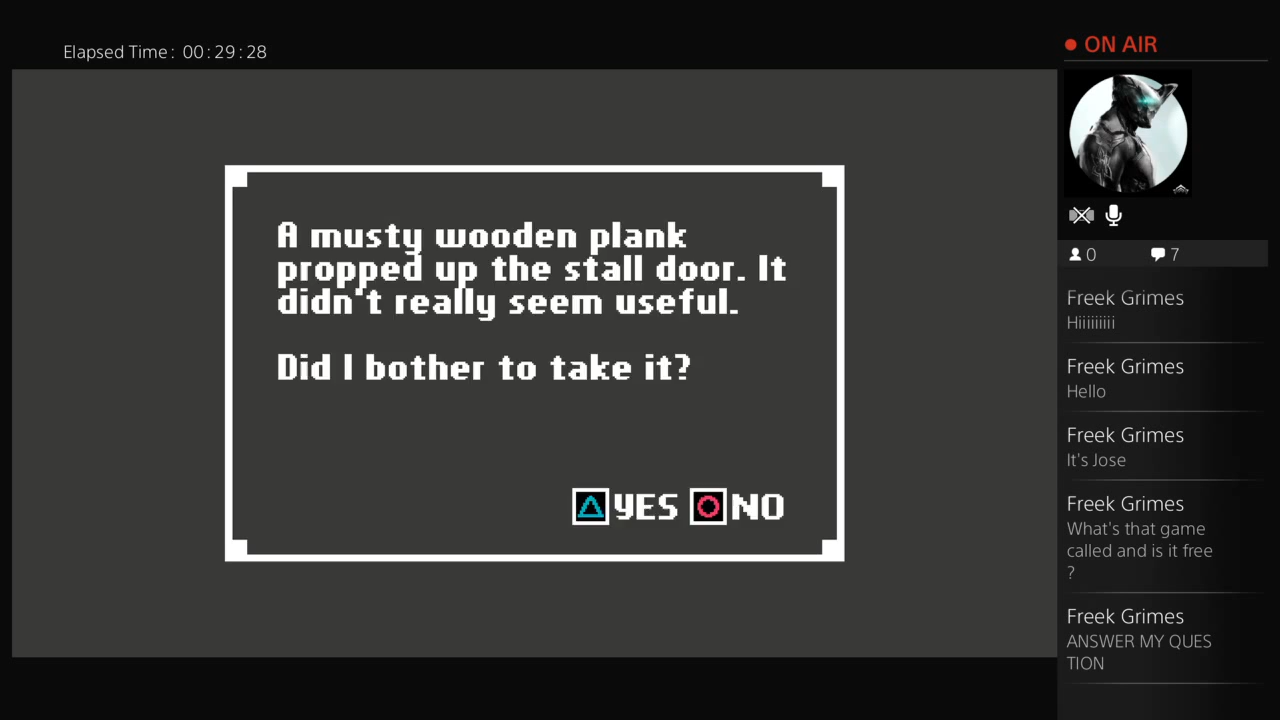 Elapsed Time: 00:29:28
ON AIR
A musty wooden plank
propped up the stall door. It
didn't really seem useful.
Did I bother to take it?
YES NO
0 7
Freek Grimes
Hiiiiiiiii
Freek Grimes
Hello
Freek Grimes
It's Jose
Freek Grimes
What's that game
called and is it free
?
Freek Grimes
ANSWER MY QUES
TION